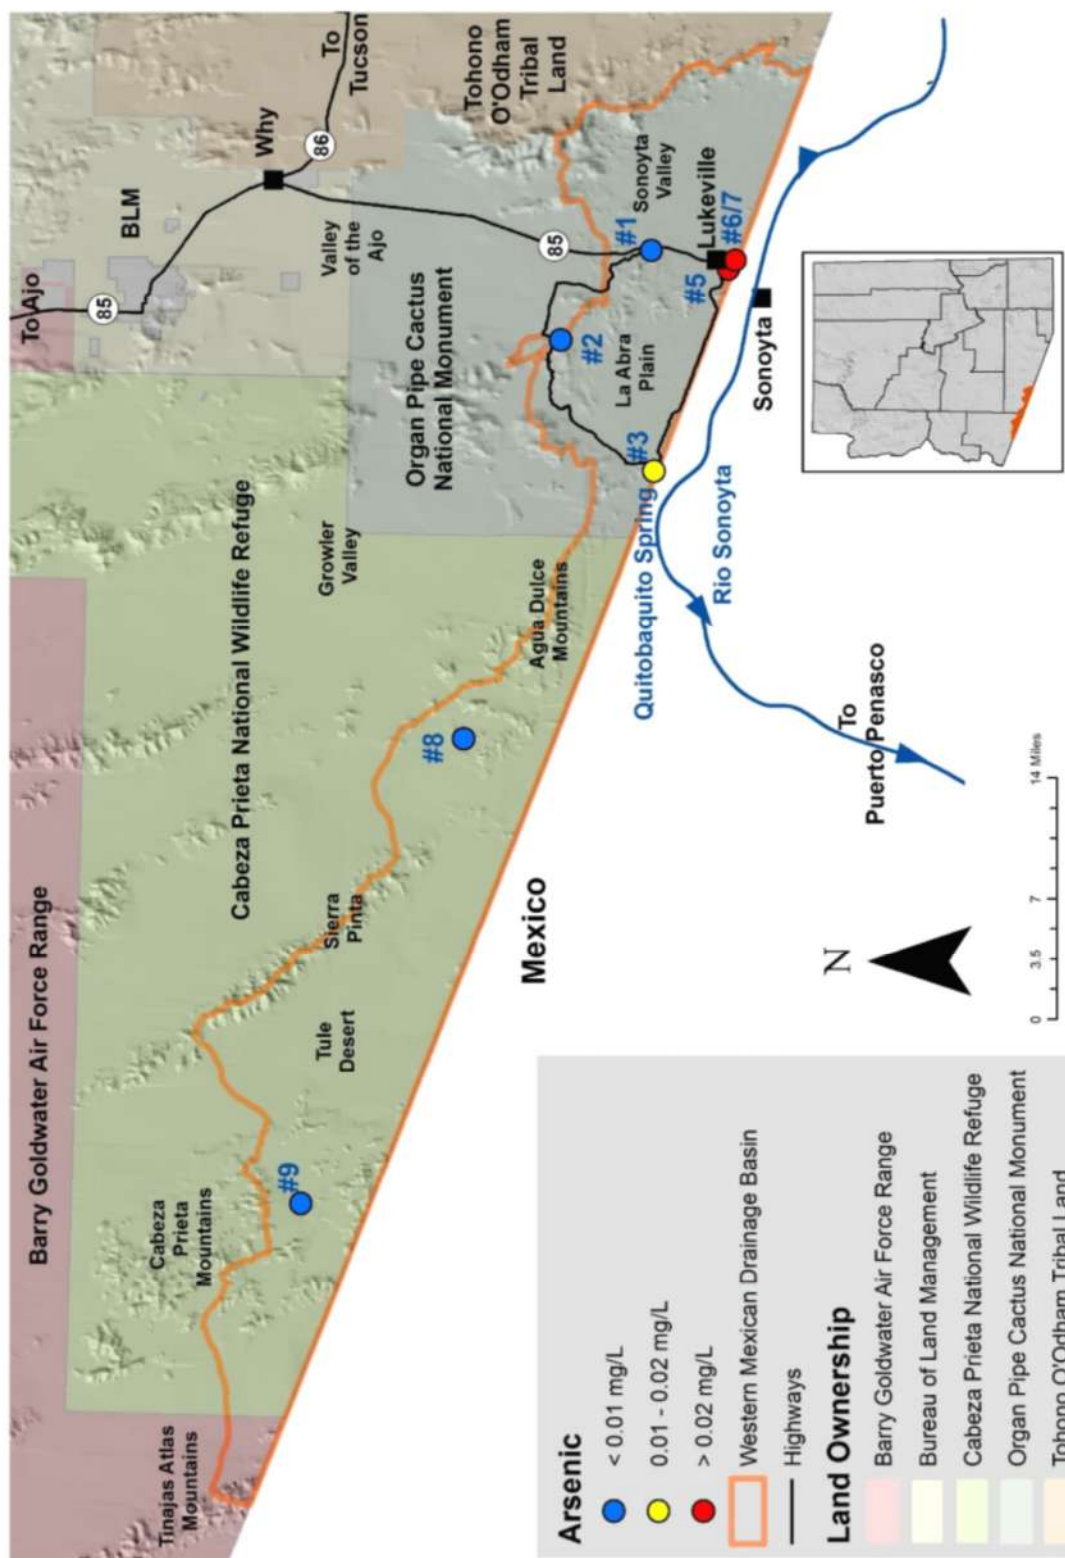 Barry Goldwater Air Force Range
To Ajo
85
BLM
To
Tucson
Why
86
Tinajas Atlas
Mountains
Cabeza
Prieta
Mountains
Cabeza Prieta National Wildlife Refuge
Valley
of the
Ajo
Tohono
O'Odham
Tribal
Land
#9
Tule
Desert
Sierra
Pinta
Growler
Valley
Organ Pipe Cactus
National Monument
85
#8
Agua Dulce
Mountains
#2
#1
Sonoyta
Valley
La Abra
Plain
#3
Quitobaquito Spring
#5
Lukeville
#6/7
Mexico
Rio Sonoyta
Sonoyta
To
Puerto Penasco
N
0
3.5
7
14 Miles
Arsenic
< 0.01 mg/L
0.01 - 0.02 mg/L
> 0.02 mg/L
Western Mexican Drainage Basin
Highways
Land Ownership
Barry Goldwater Air Force Range
Bureau of Land Management
Cabeza Prieta National Wildlife Refuge
Organ Pipe Cactus National Monument
Tohono O'Odham Tribal Land